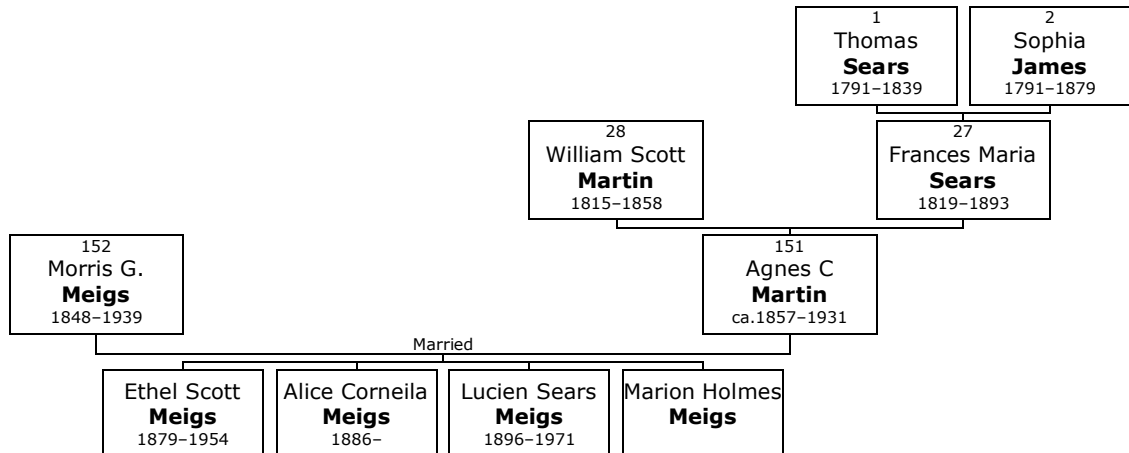 1
Thomas
Sears
1791–1839
2
Sophia
James
1791–1879
28
William Scott
Martin
1815–1858
27
Frances Maria
Sears
1819–1893
152
Morris G.
Meigs
1848–1939
151
Agnes C
Martin
ca.1857–1931
Married
Ethel Scott
Meigs
1879–1954
Alice Corneila
Meigs
1886–
Lucien Sears
Meigs
1896–1971
Marion Holmes
Meigs